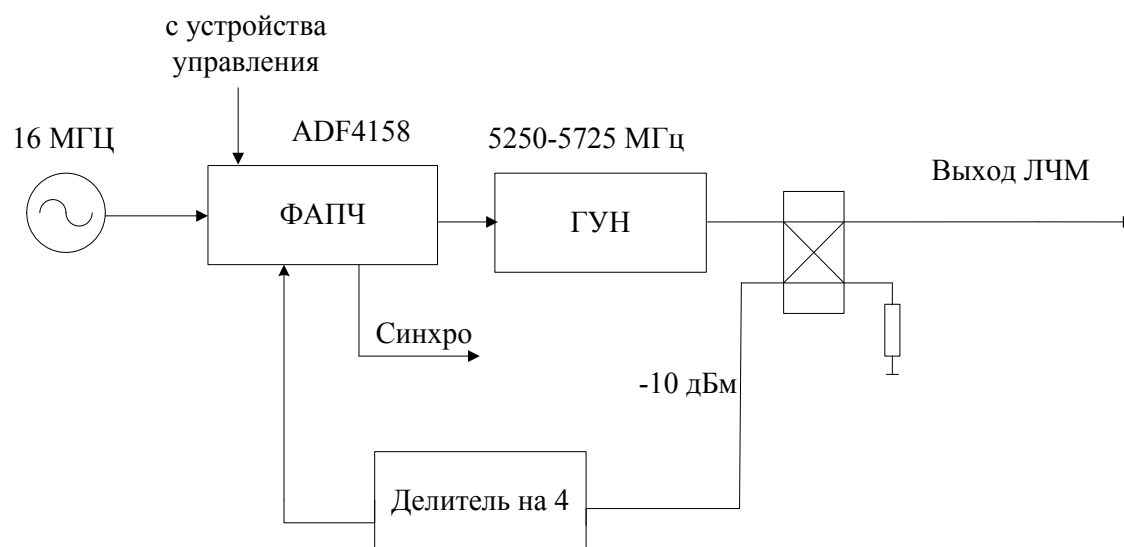 с устройства
управления
16 МГЦ
ADF4158
5250-5725 МГц
Выход ЛЧМ
ФАПЧ
ГУН
Синхро
-10 дБм
Делитель на 4